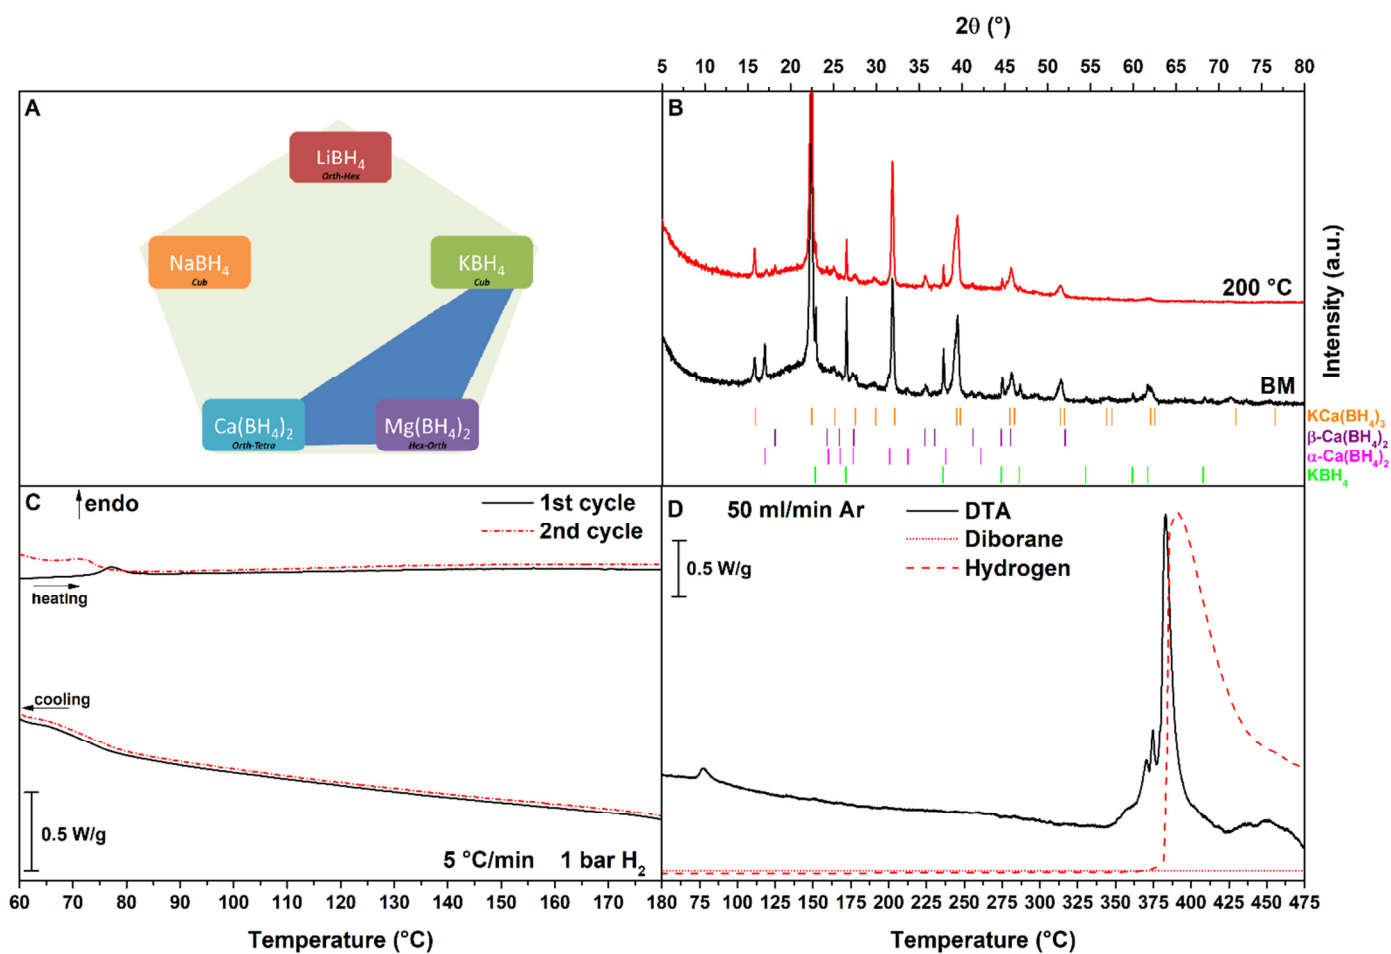 2θ (°)
5 10 15 20 25 30 35 40 45 50 55 60 65 70 75 80
A
LiBH4
Orth-Hex
NaBH4
Cub
KBH4
Cub
Ca(BH4)2
Orth-Tetra
Mg(BH4)2
Hex-Orth
B
200 °C
BM
Intensity (a.u.)
KCa(BH4)3
β-Ca(BH4)2
α-Ca(BH4)2
KBH4
C
endo
1st cycle
2nd cycle
heating
cooling
0.5 W/g
5 °C/min 1 bar H2
60 70 80 90 100 110 120 130 140 150 160 170 180
Temperature (°C)
D
50 ml/min Ar
DTA
Diborane
Hydrogen
0.5 W/g
75 100 125 150 175 200 225 250 275 300 325 350 375 400 425 450 475
Temperature (°C)